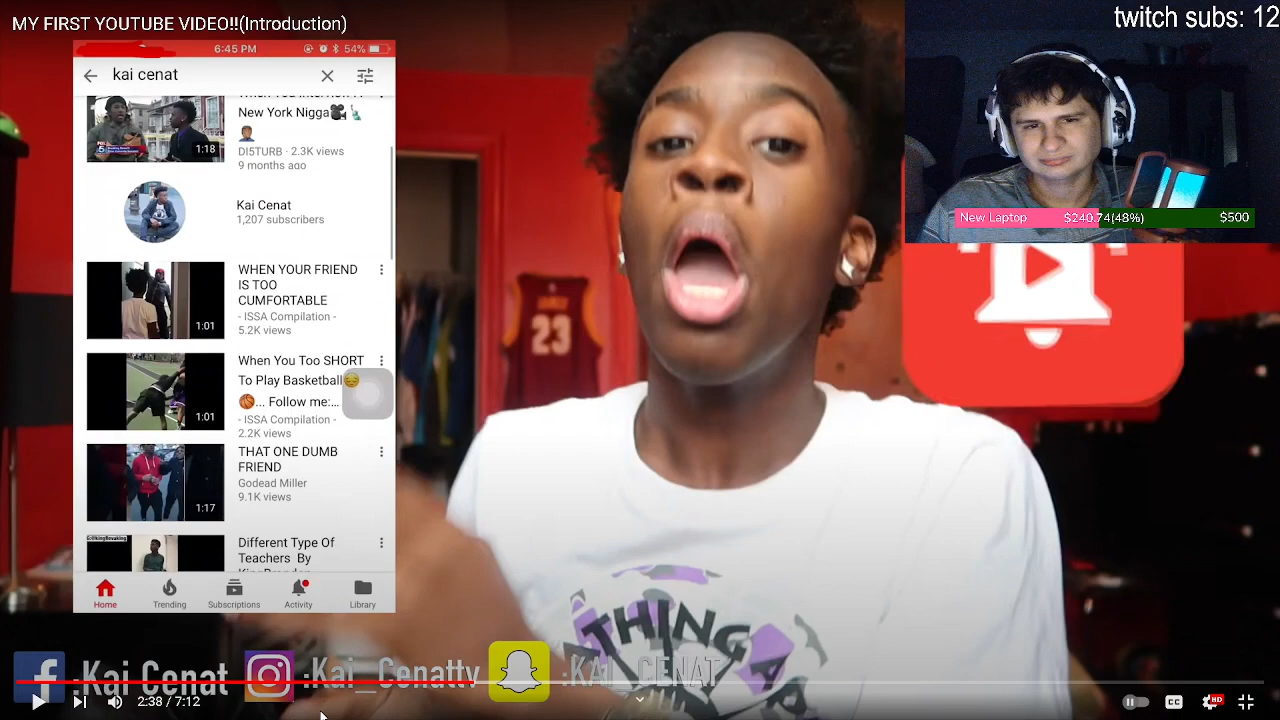 MY FIRST YOUTUBE VIDEO!!(Introduction)
twitch subs: 12
6:45 PM
54%
kai cenat
New York Nigga🎥🗽
🤦🏾
1:18
DI5TURB · 2.3K views
9 months ago
Kai Cenat
1,207 subscribers
WHEN YOUR FRIEND
IS TOO
CUMFORTABLE
- ISSA Compilation -
5.2K views
1:01
When You Too SHORT
To Play Basketball😔
🏀... Follow me:...
- ISSA Compilation -
2.2K views
1:01
THAT ONE DUMB
FRIEND
Godead Miller
9.1K views
1:17
Different Type Of
Teachers By
Home
Trending
Subscriptions
Activity
Library
23
New Laptop
$240.74(48%)
$500
:Kai Cenat
:Kai_Cenattv
:KAI_CENAT
2:38 / 7:12
CC
HD